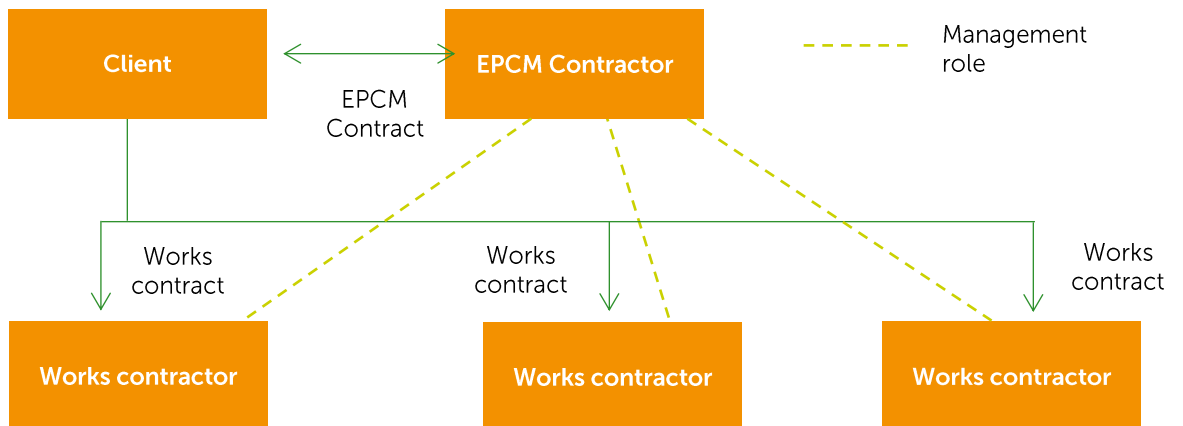 Client
EPCM Contractor
Management
role
EPCM
Contract
Works
contract
Works
contract
Works
contract
Works contractor
Works contractor
Works contractor